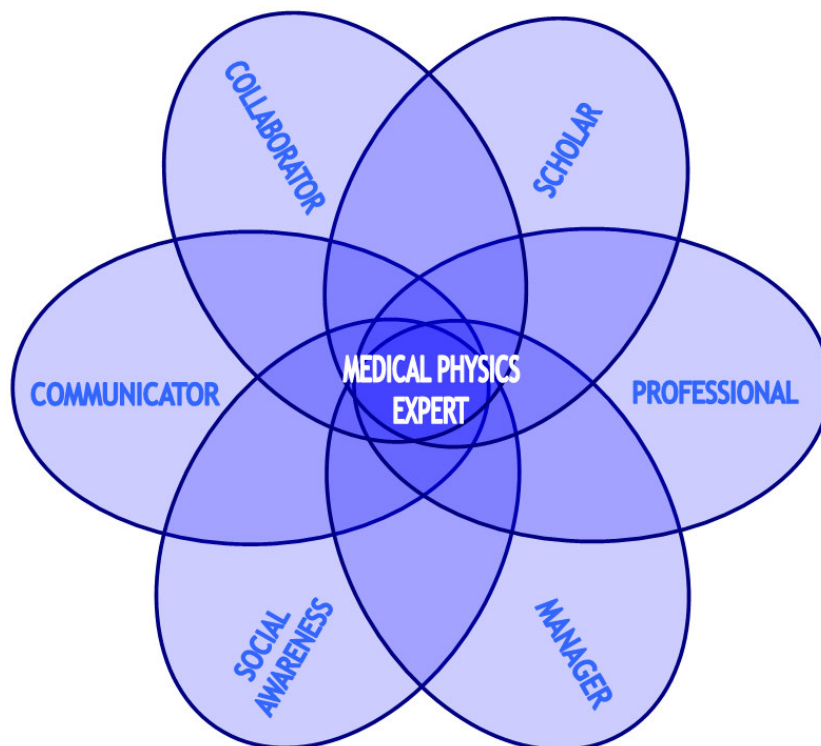 COLLABORATOR
SCHOLAR
COMMUNICATOR
MEDICAL PHYSICS
EXPERT
PROFESSIONAL
SOCIAL
AWARENESS
MANAGER